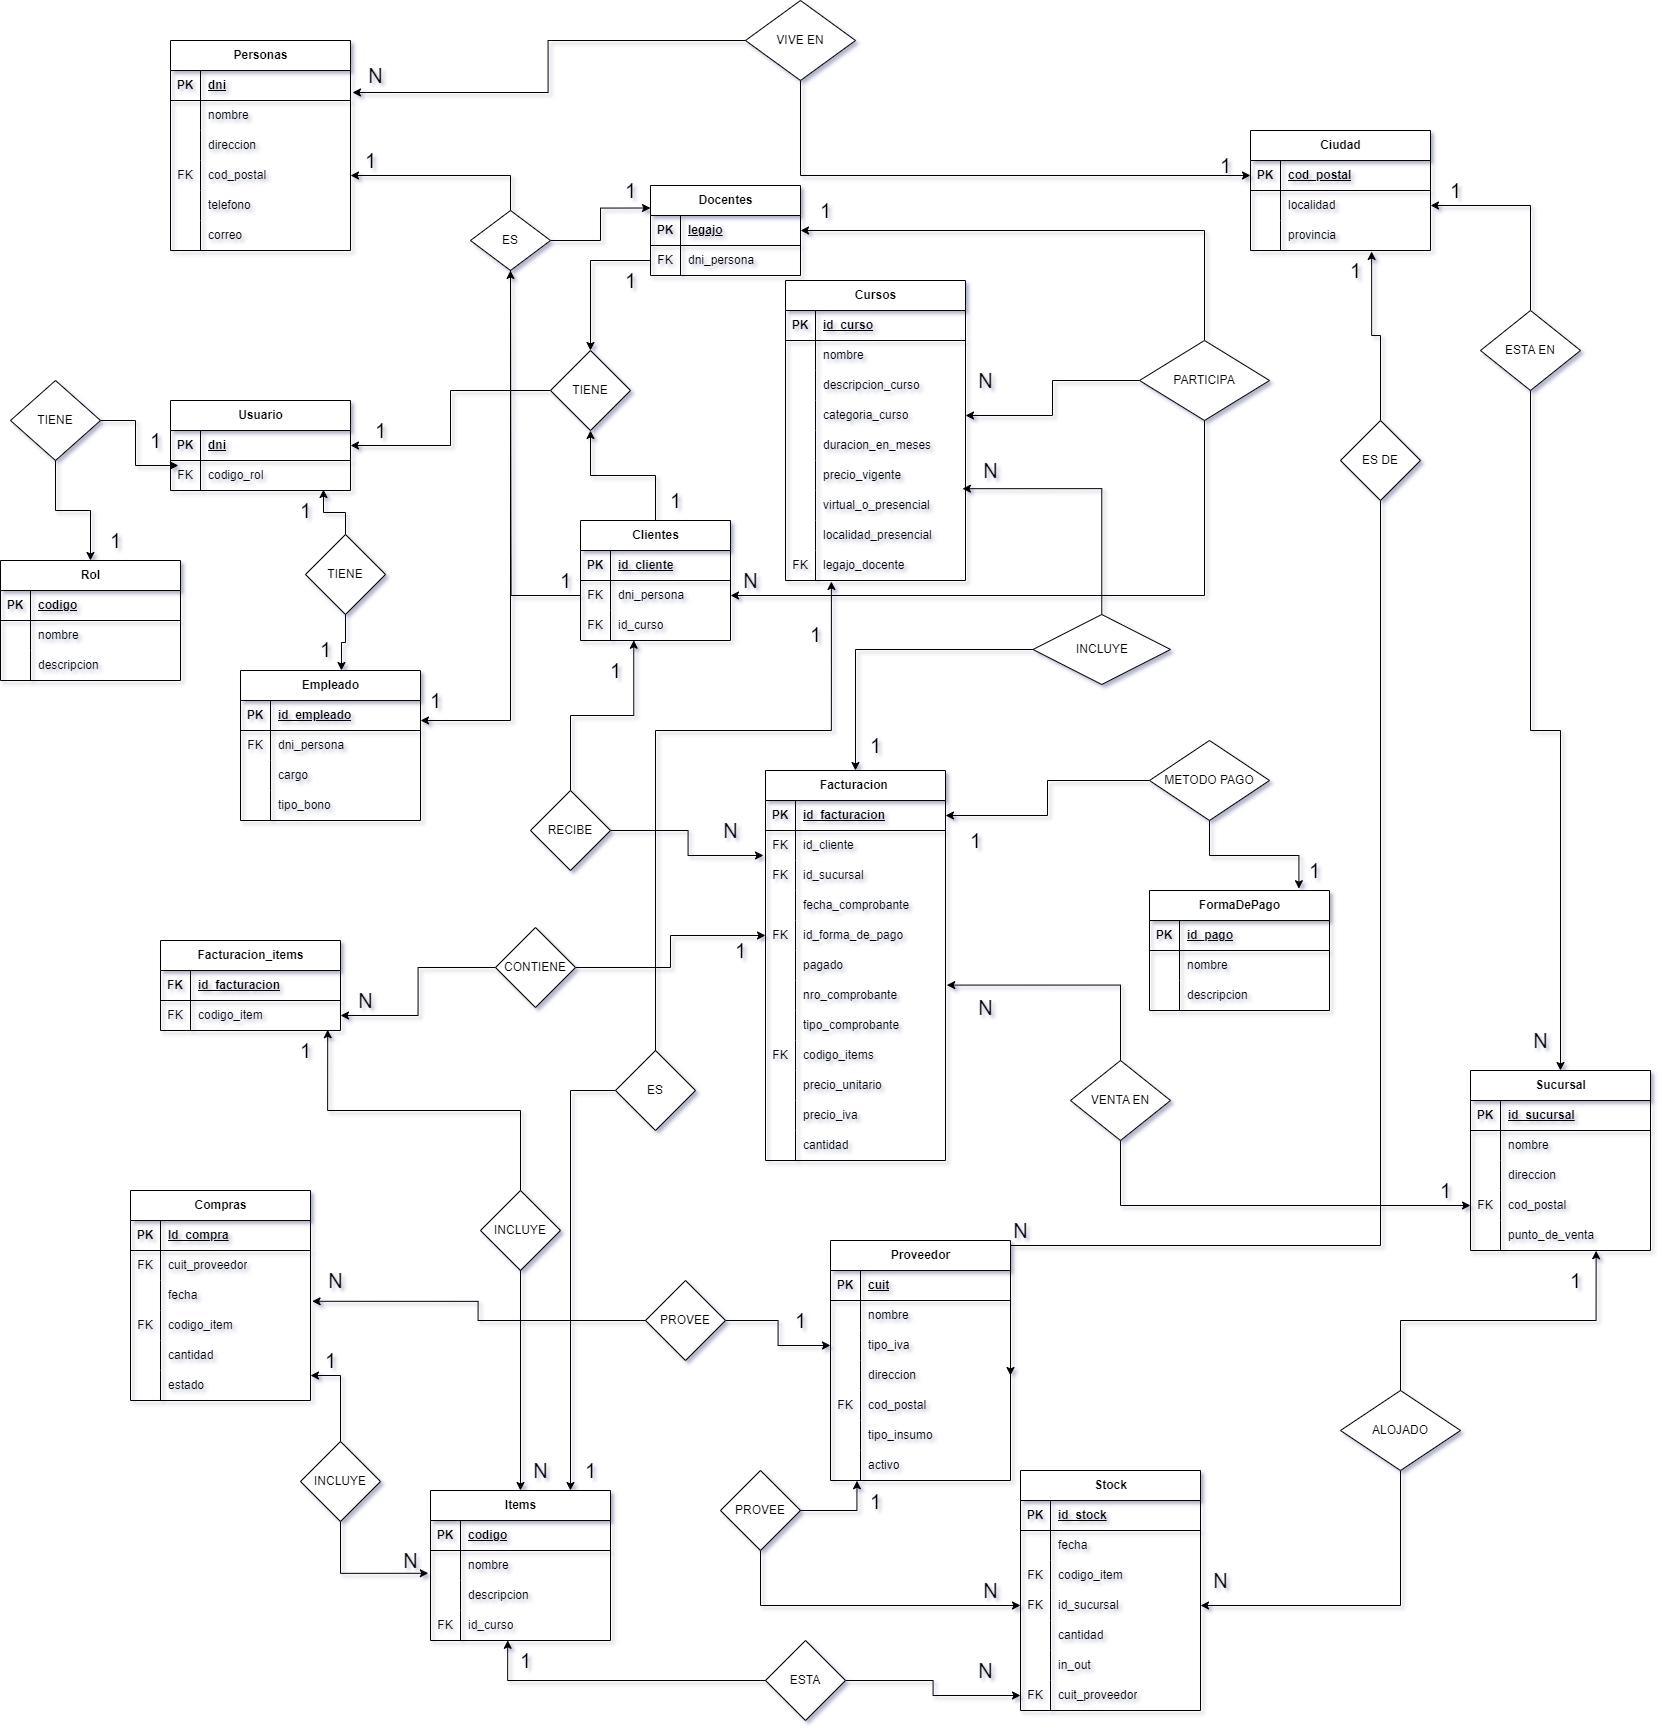 VIVE EN
Personas
PK dni
nombre
direccion
FK cod_postal
telefono
correo
N
1
ES
1
Docentes
PK legajo
FK dni_persona
1
1
Ciudad
PK cod_postal
localidad
provincia
1
1
1
ESTA EN
Cursos
PK id_curso
nombre
descripcion_curso
categoria_curso
duracion_en_meses
precio_vigente
virtual_o_presencial
localidad_presencial
FK legajo_docente
N
N
PARTICIPA
TIENE
TIENE
1
Usuario
PK dni
FK codigo_rol
1
1
ES DE
1
Rol
PK codigo
nombre
descripcion
TIENE
1
1
Clientes
PK id_cliente
FK dni_persona
FK id_curso
1
N
1
1
INCLUYE
Empleado
PK id_empleado
FK dni_persona
cargo
tipo_bono
1
RECIBE
N
1
Facturacion
PK id_facturacion
FK id_cliente
FK id_sucursal
fecha_comprobante
FK id_forma_de_pago
pagado
nro_comprobante
tipo_comprobante
FK codigo_items
precio_unitario
precio_iva
cantidad
METODO PAGO
1
1
FormaDePago
PK id_pago
nombre
descripcion
Facturacion_items
FK id_facturacion
FK codigo_item
N
CONTIENE
1
1
N
VENTA EN
1
N
Sucursal
PK id_sucursal
nombre
direccion
FK cod_postal
punto_de_venta
1
ES
INCLUYE
Compras
PK Id_compra
FK cuit_proveedor
fecha
FK codigo_item
cantidad
estado
N
1
PROVEE
1
N
Proveedor
PK cuit
nombre
tipo_iva
direccion
FK cod_postal
tipo_insumo
activo
ALOJADO
INCLUYE
N
N
1
Items
PK codigo
nombre
descripcion
FK id_curso
1
PROVEE
1
N
Stock
PK id_stock
fecha
FK codigo_item
FK id_sucursal
cantidad
in_out
FK cuit_proveedor
N
ESTA
N